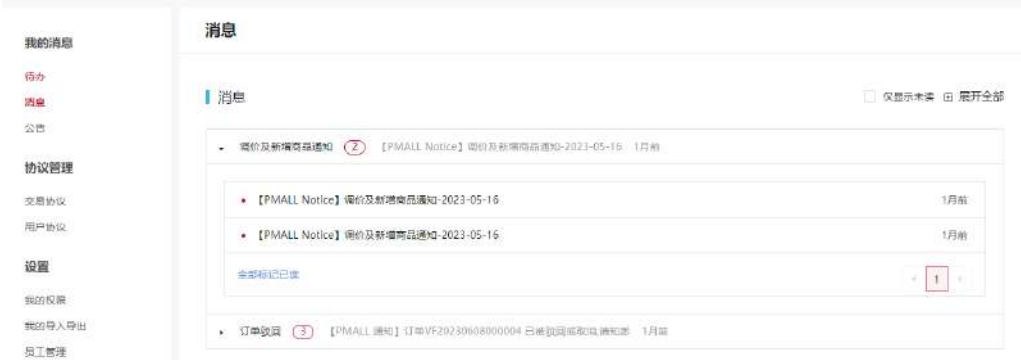 我的消息
待办
消息
公告
协议管理
交易协议
用户协议
设置
我的权限
我的导入导出
员工管理
消息
消息
仅显示未读 展开全部
调价及新增商品通知 2 【PMALL Notice】调价及新增商品通知-2023-05-16 1月前
【PMALL Notice】调价及新增商品通知-2023-05-16 1月前
【PMALL Notice】调价及新增商品通知-2023-05-16 1月前
全部标记已读
1
订单驳回 3 【PMALL 通知】订单VF20230608000004 已被驳回或取消,请知悉 1月前